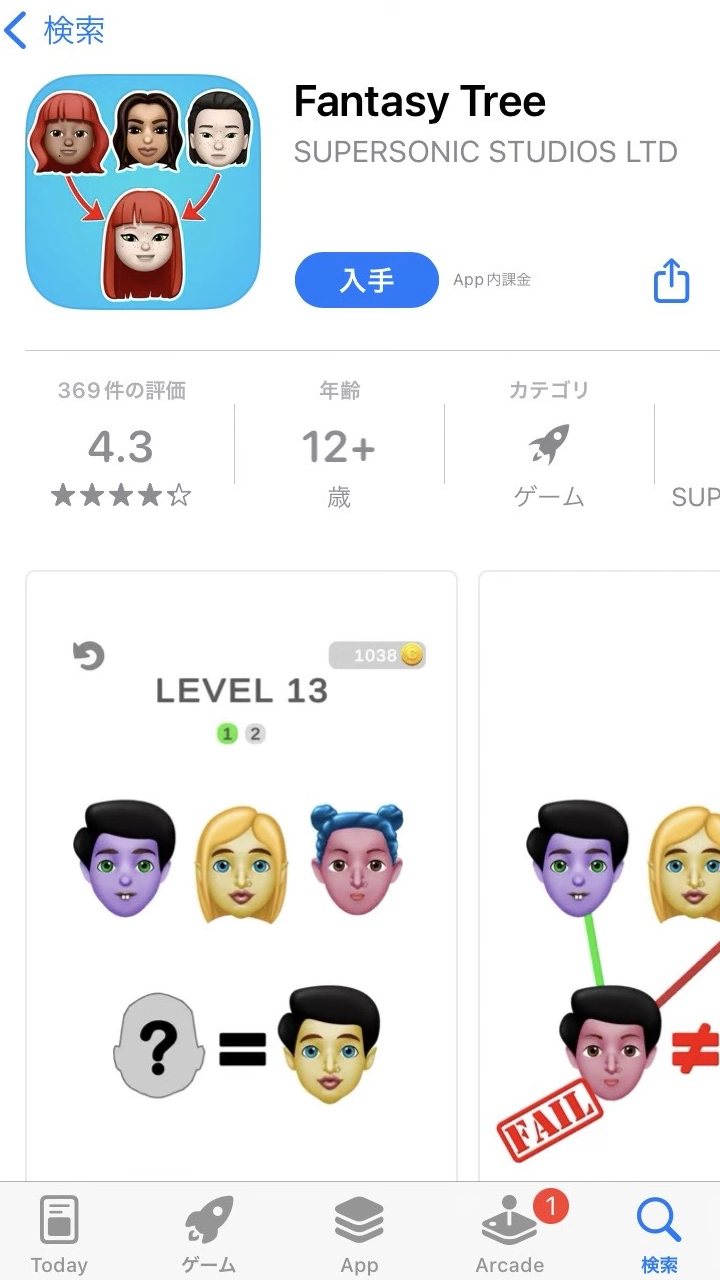 検索
Fantasy Tree
SUPERSONIC STUDIOS LTD
入手
App内課金
369件の評価
年齢
カテゴリ
4.3
12+
歳
ゲーム
SUP
1038
LEVEL 13
1 2
?
=
≠
FAIL
1
Today
ゲーム
App
Arcade
検索